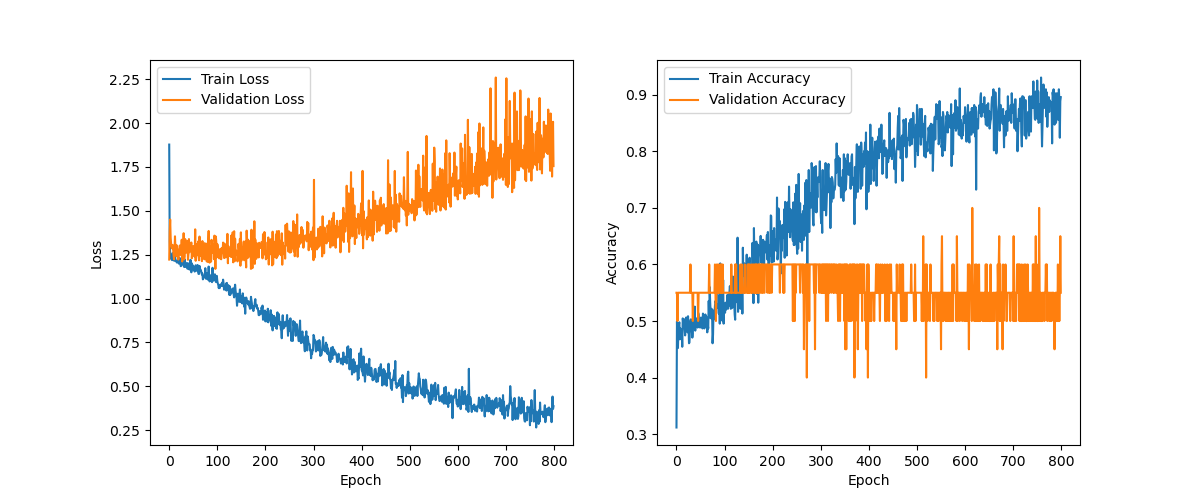 Train Loss
Validation Loss
2.25
2.00
1.75
1.50
1.25
1.00
0.75
0.50
0.25
Loss
0 100 200 300 400 500 600 700 800
Epoch
Train Accuracy
Validation Accuracy
0.9
0.8
0.7
0.6
0.5
0.4
0.3
Accuracy
0 100 200 300 400 500 600 700 800
Epoch